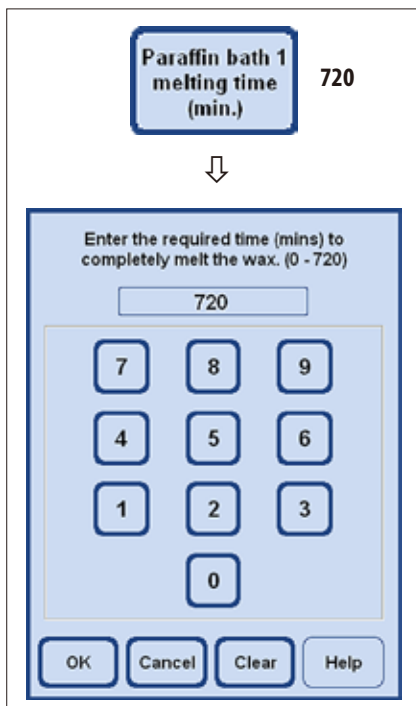 Paraffin bath 1
melting time
(min.)
720
Enter the required time (mins) to
completely melt the wax. (0 - 720)
720
7 8 9
4 5 6
1 2 3
0
OK Cancel Clear Help